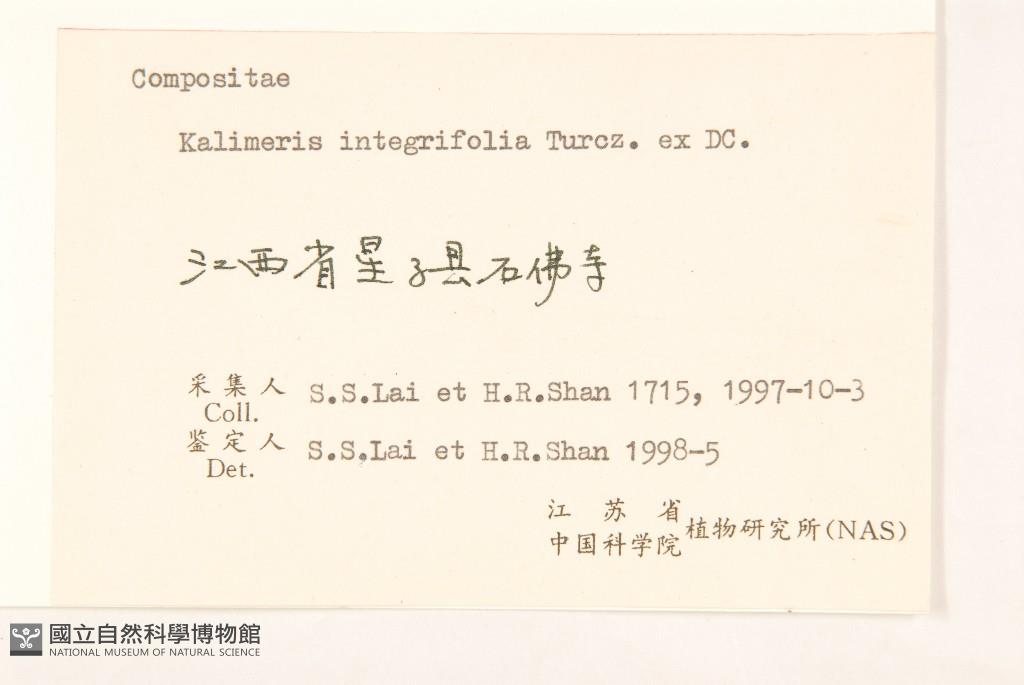 Compositae
Kalimeris integrifolia Turcz. ex DC.
江西省星子县石佛寺
采集人 S.S.Lai et H.R.Shan 1715, 1997-10-3
Coll.
鉴定人 S.S.Lai et H.R.Shan 1998-5
Det.
江苏省
中国科学院 植物研究所(NAS)
國立自然科學博物館
NATIONAL MUSEUM OF NATURAL SCIENCE